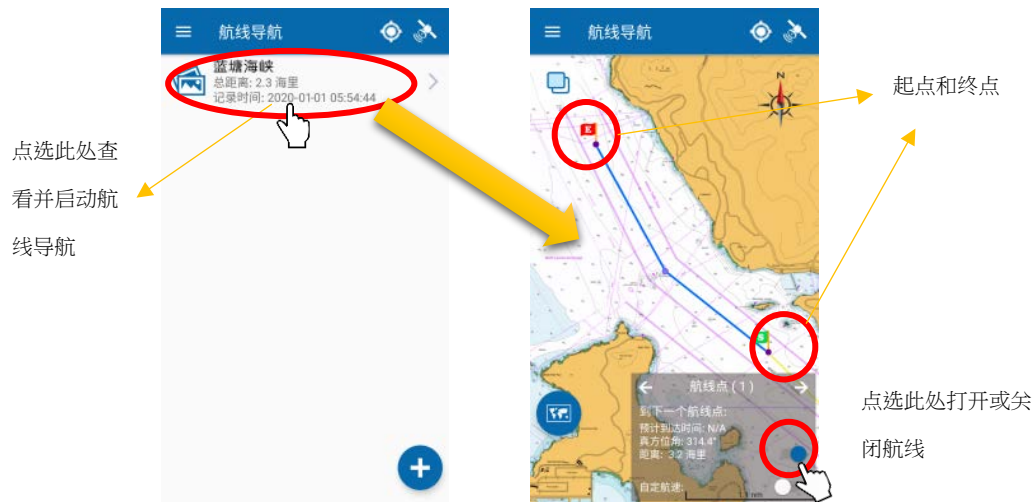 航线导航
蓝塘海峡
总距离: 2.3 海里
记录时间: 2020-01-01 05:54:44
点选此处查
看并启动航
线导航
航线导航
N
E
起点和终点
S
航线点 ( 1 )
到下一个航线点:
预计到达时间: N/A
真方位角: 314.4°
距离: 3.2 海里
自定航速:
1 nm
点选此处打开或关
闭航线